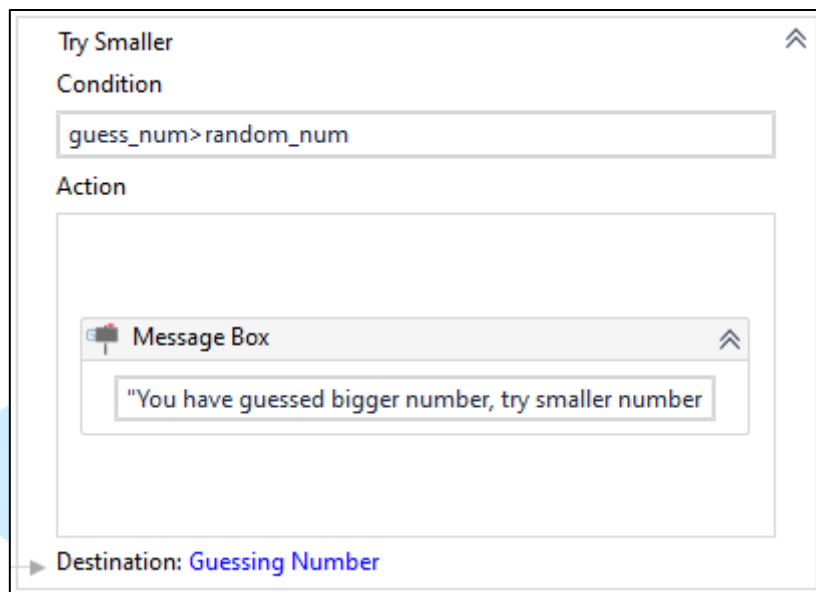 Try Smaller
Condition
guess_num>random_num
Action
Message Box
"You have guessed bigger number, try smaller number
Destination: Guessing Number